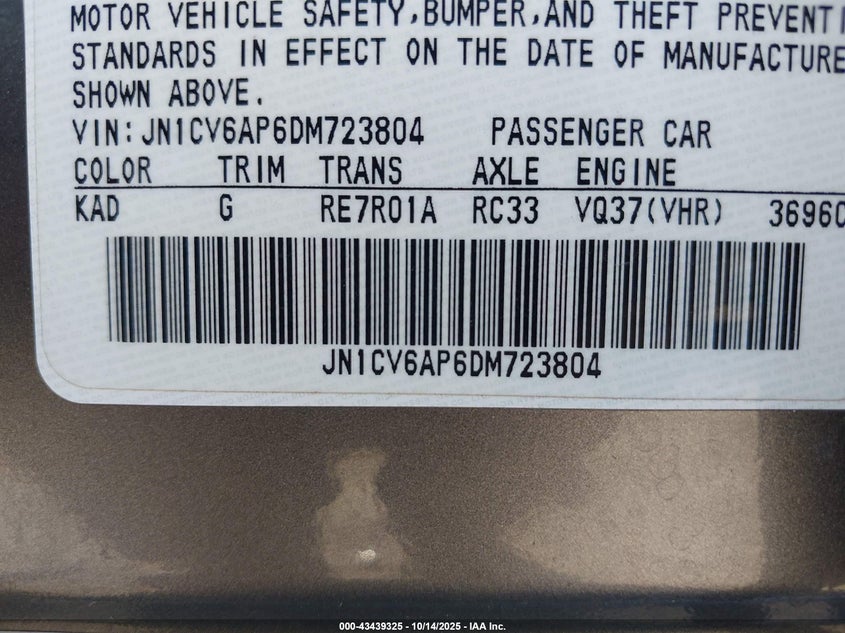 MOTOR VEHICLE SAFETY,BUMPER,AND THEFT PREVENTI
STANDARDS IN EFFECT ON THE DATE OF MANUFACTURE
SHOWN ABOVE.
VIN:JN1CV6AP6DM723804 PASSENGER CAR
COLOR TRIM TRANS AXLE ENGINE
KAD G RE7R01A RC33 VQ37(VHR) 3696C
JN1CV6AP6DM723804
000-43439325 - 10/14/2025 - IAA Inc.